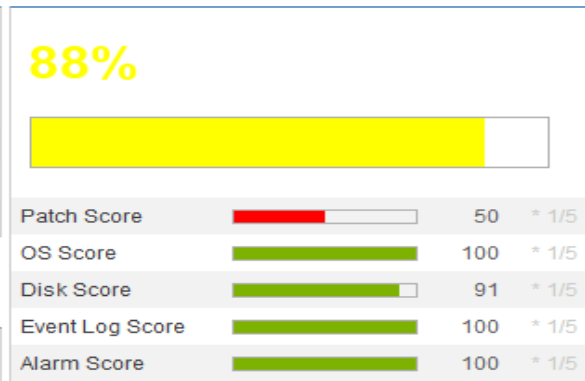 88%
Patch Score 50 * 1/5
OS Score 100 * 1/5
Disk Score 91 * 1/5
Event Log Score 100 * 1/5
Alarm Score 100 * 1/5